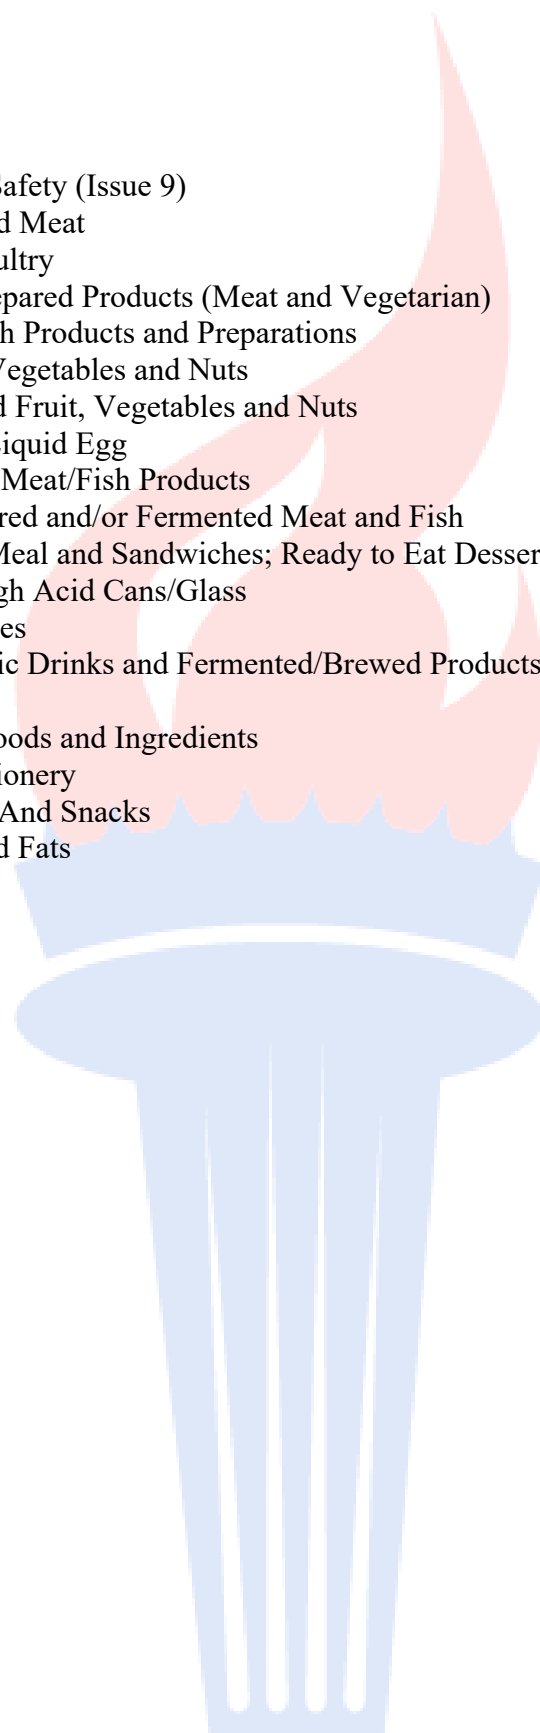 afety (Issue 9)
d Meat
ultry
epared Products (Meat and Vegetarian)
h Products and Preparations
Vegetables and Nuts
d Fruit, Vegetables and Nuts
Liquid Egg
Meat/Fish Products
red and/or Fermented Meat and Fish
Meal and Sandwiches; Ready to Eat Desser
gh Acid Cans/Glass
es
ic Drinks and Fermented/Brewed Products
oods and Ingredients
ionery
And Snacks
d Fats